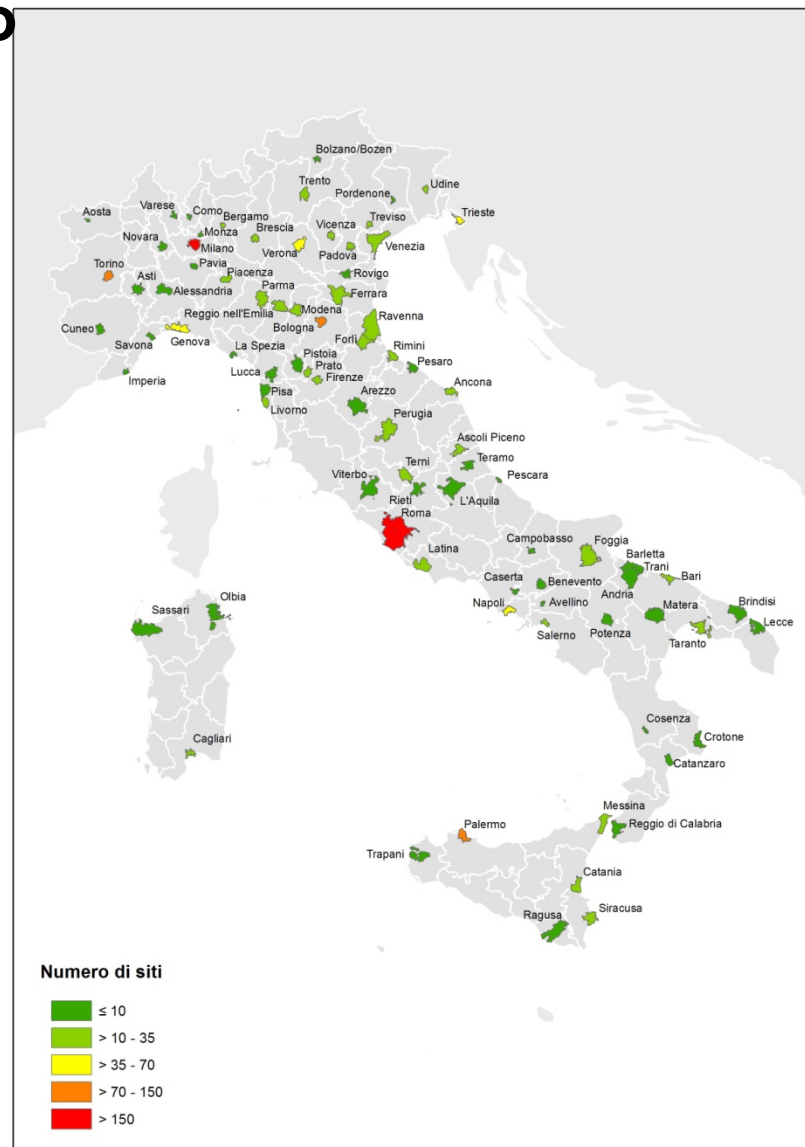 Bolzano/Bozen
Trento
Udine
Pordenone
Aosta
Varese
Como
Bergamo
Vicenza
Treviso
Trieste
Monza
Brescia
Novara
Milano
Verona
Padova
Venezia
Torino
Pavia
Rovigo
Asti
Piacenza
Alessandria
Parma
Ferrara
Reggio nell'Emilia
Modena
Ravenna
Cuneo
Bologna
Savona
Genova
La Spezia
Pistoia
Forlì
Rimini
Lucca
Prato
Pesaro
Imperia
Firenze
Pisa
Arezzo
Ancona
Livorno
Perugia
Ascoli Piceno
Terni
Teramo
Viterbo
Pescara
Rieti
L'Aquila
Roma
Latina
Campobasso
Foggia
Barletta
Trani
Caserta
Benevento
Bari
Andria
Napoli
Avellino
Matera
Brindisi
Salerno
Potenza
Lecce
Taranto
Olbia
Sassari
Cagliari
Cosenza
Crotone
Catanzaro
Messina
Palermo
Reggio di Calabria
Trapani
Catania
Ragusa
Siracusa
Numero di siti
≤ 10
> 10 - 35
> 35 - 70
> 70 - 150
> 150